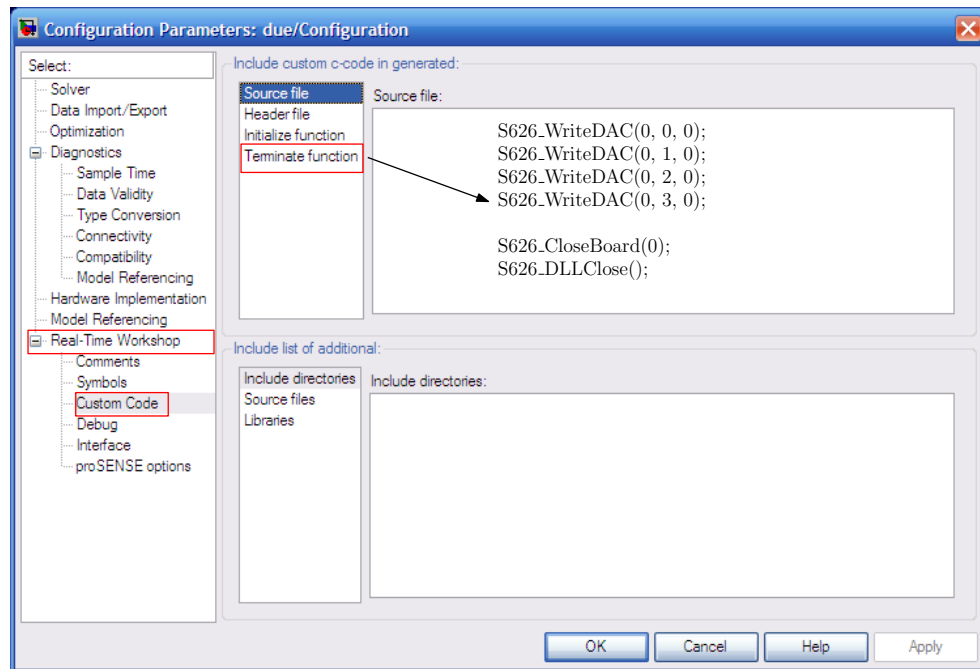 Configuration Parameters: due/Configuration
Select:
Solver
Data Import/Export
Optimization
Diagnostics
Sample Time
Data Validity
Type Conversion
Connectivity
Compatibility
Model Referencing
Hardware Implementation
Model Referencing
Real-Time Workshop
Comments
Symbols
Custom Code
Debug
Interface
proSENSE options
Include custom c-code in generated:
Source file
Header file
Initialize function
Terminate function
Source file:
S626_WriteDAC(0, 0, 0);
S626_WriteDAC(0, 1, 0);
S626_WriteDAC(0, 2, 0);
S626_WriteDAC(0, 3, 0);
S626_CloseBoard(0);
S626_DLLClose();
Include list of additional:
Include directories
Source files
Libraries
Include directories:
OK
Cancel
Help
Apply